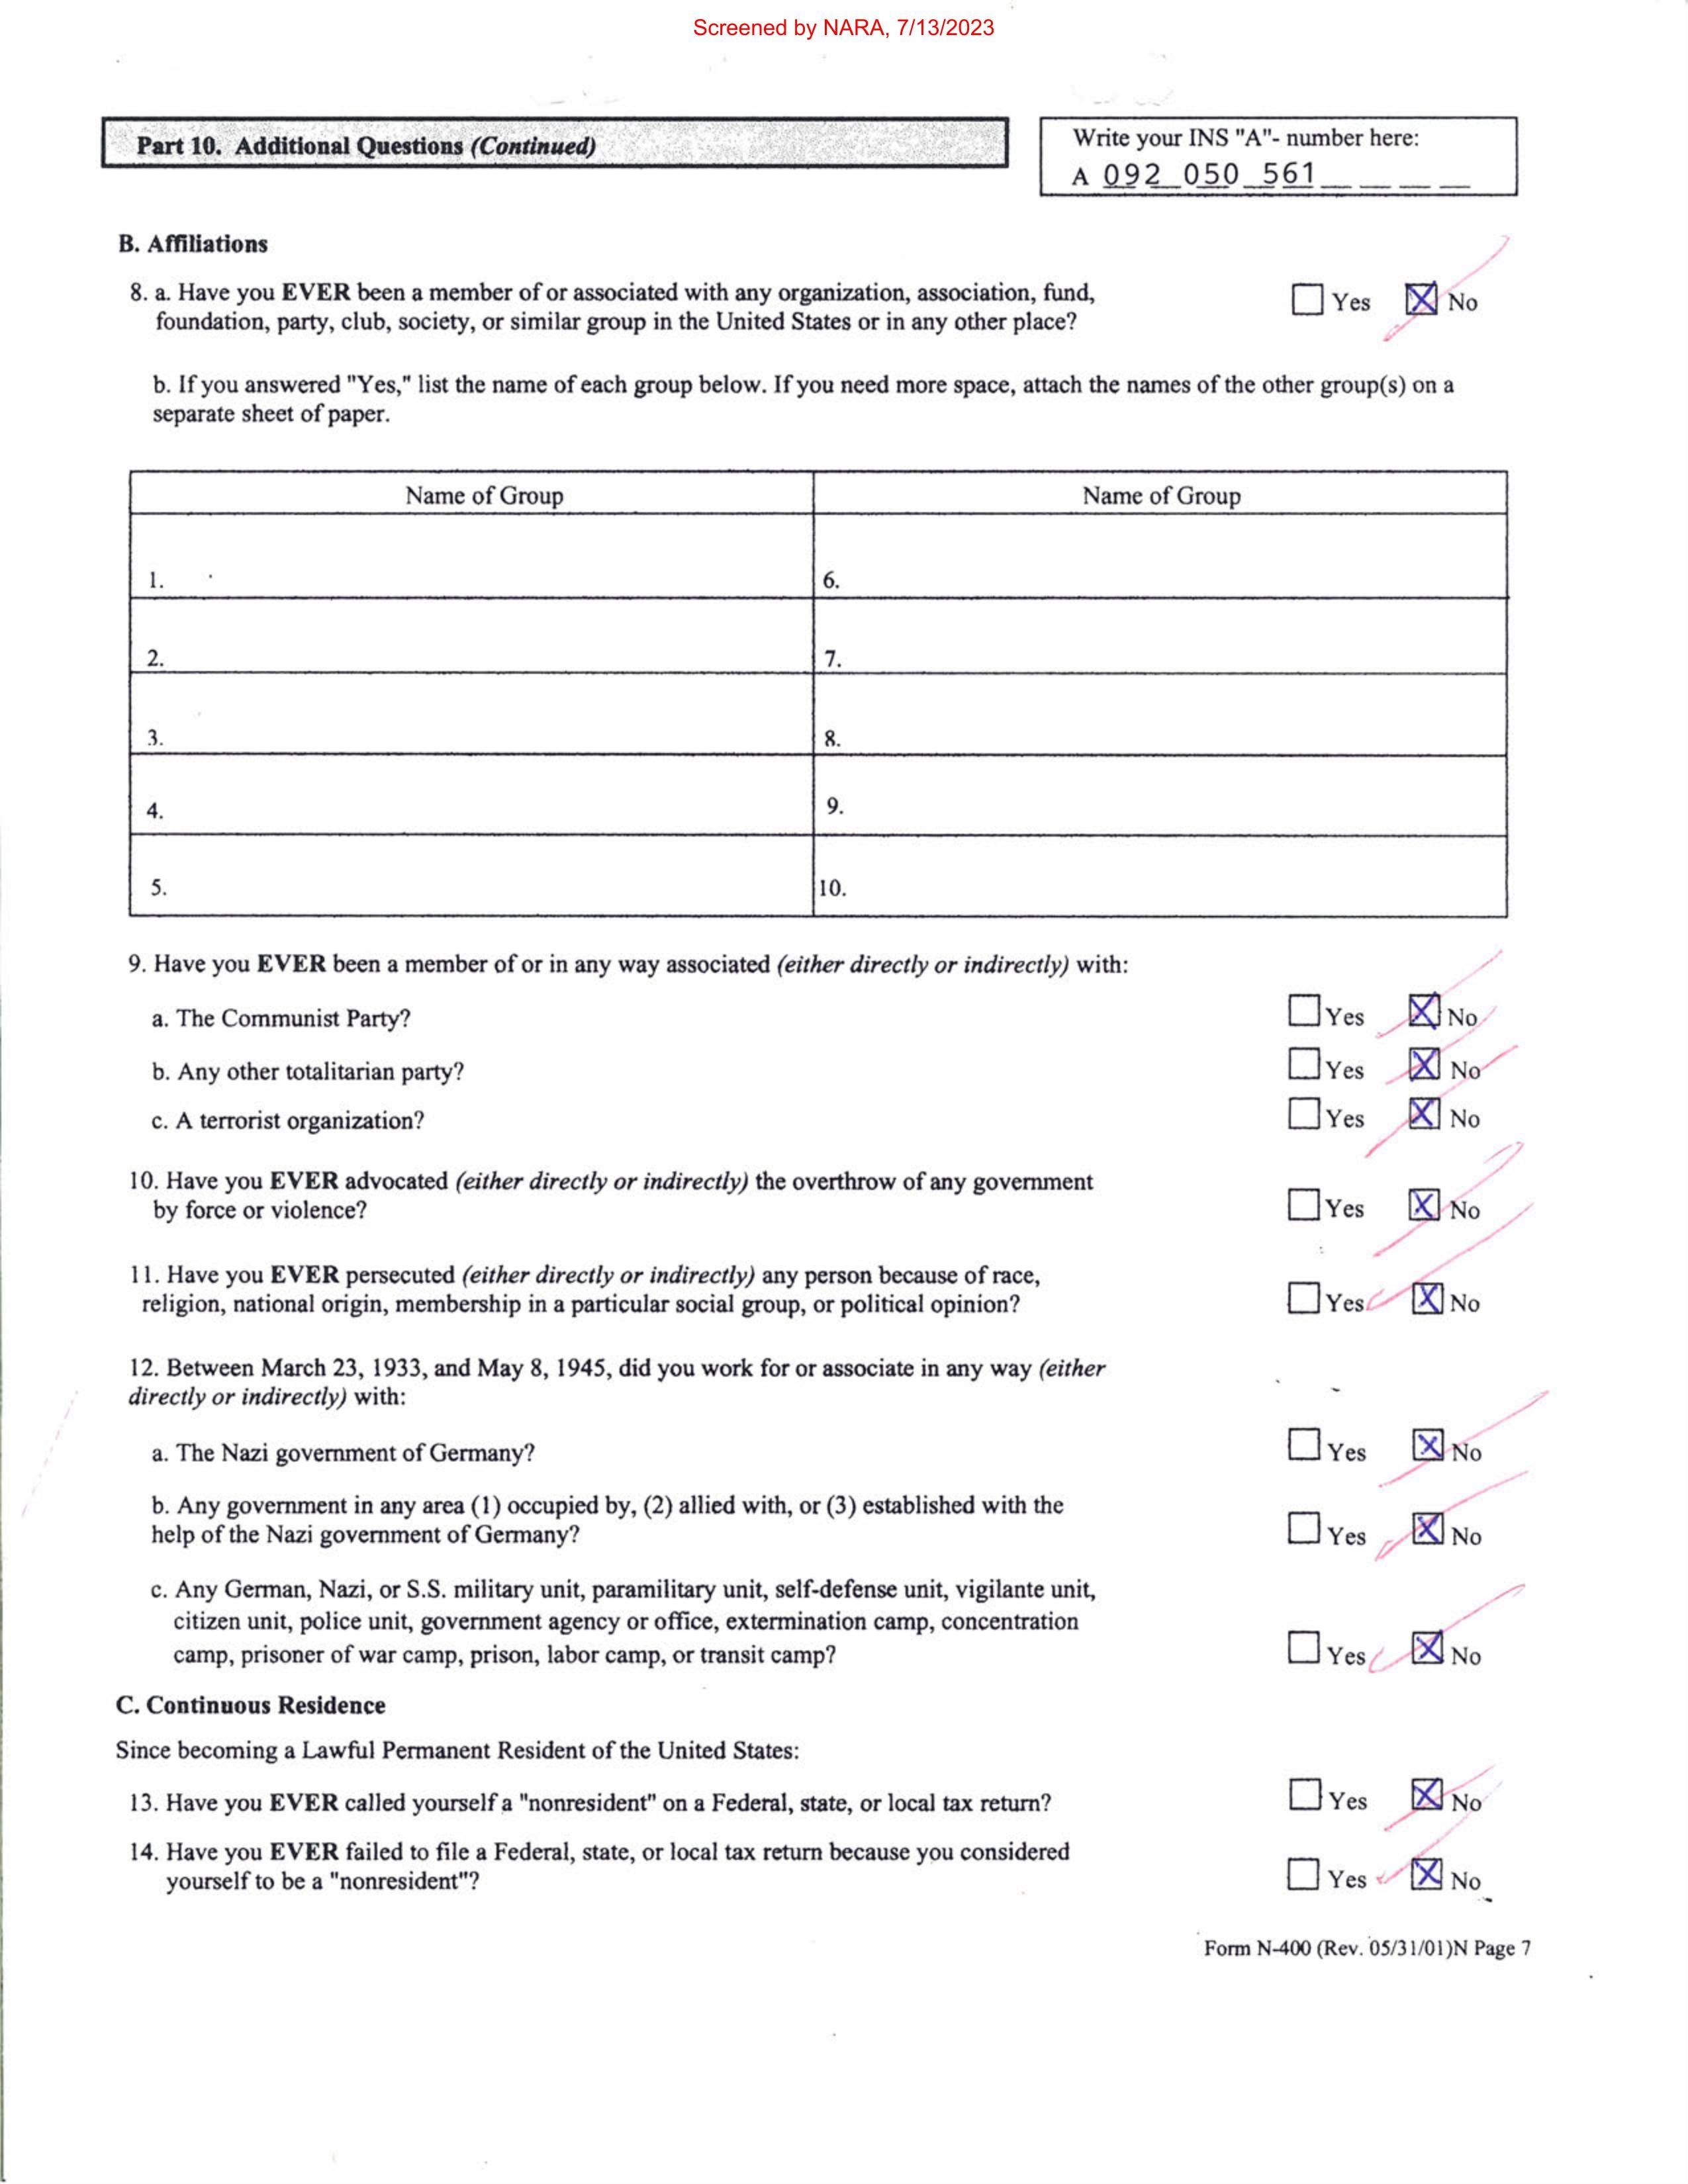 Screened by NARA, 7/13/2023
Part 10. Additional Questions (Continued)
Write your INS "A"- number here:
A 092 050 561
B. Affiliations
8. a. Have you EVER been a member of or associated with any organization, association, fund,
foundation, party, club, society, or similar group in the United States or in any other place?
Yes No
b. If you answered "Yes," list the name of each group below. If you need more space, attach the names of the other group(s) on a
separate sheet of paper.
Name of Group Name of Group
1. 6.
2. 7.
3. 8.
4. 9.
5. 10.
9. Have you EVER been a member of or in any way associated (either directly or indirectly) with:
a. The Communist Party? Yes No
b. Any other totalitarian party? Yes No
c. A terrorist organization? Yes No
10. Have you EVER advocated (either directly or indirectly) the overthrow of any government
by force or violence? Yes No
11. Have you EVER persecuted (either directly or indirectly) any person because of race,
religion, national origin, membership in a particular social group, or political opinion? Yes No
12. Between March 23, 1933, and May 8, 1945, did you work for or associate in any way (either
directly or indirectly) with:
a. The Nazi government of Germany? Yes No
b. Any government in any area (1) occupied by, (2) allied with, or (3) established with the
help of the Nazi government of Germany? Yes No
c. Any German, Nazi, or S.S. military unit, paramilitary unit, self-defense unit, vigilante unit,
citizen unit, police unit, government agency or office, extermination camp, concentration
camp, prisoner of war camp, prison, labor camp, or transit camp? Yes No
C. Continuous Residence
Since becoming a Lawful Permanent Resident of the United States:
13. Have you EVER called yourself a "nonresident" on a Federal, state, or local tax return? Yes No
14. Have you EVER failed to file a Federal, state, or local tax return because you considered
yourself to be a "nonresident"? Yes No
Form N-400 (Rev. 05/31/01)N Page 7